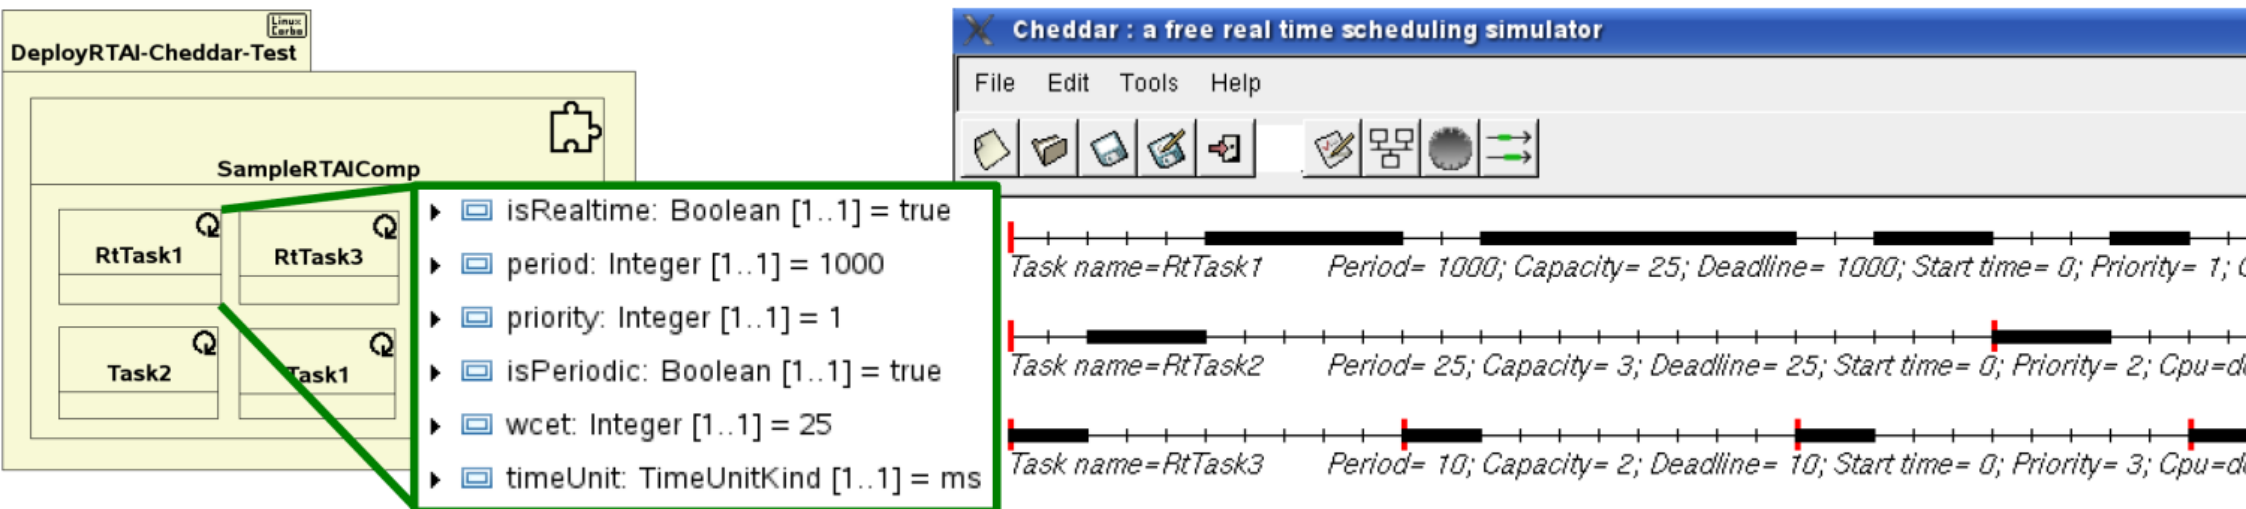 Linux
Corba
DeployRTAI-Cheddar-Test
SampleRTAIComp
RtTask1
RtTask3
Task2
Task1
isRealtime: Boolean [1..1] = true
period: Integer [1..1] = 1000
priority: Integer [1..1] = 1
isPeriodic: Boolean [1..1] = true
wcet: Integer [1..1] = 25
timeUnit: TimeUnitKind [1..1] = ms
Cheddar : a free real time scheduling simulator
File Edit Tools Help
Task name=RtTask1 Period= 1000; Capacity= 25; Deadline= 1000; Start time= 0; Priority= 1;
Task name=RtTask2 Period= 25; Capacity= 3; Deadline= 25; Start time= 0; Priority= 2; Cpu=d
Task name=RtTask3 Period= 10; Capacity= 2; Deadline= 10; Start time= 0; Priority= 3; Cpu=d